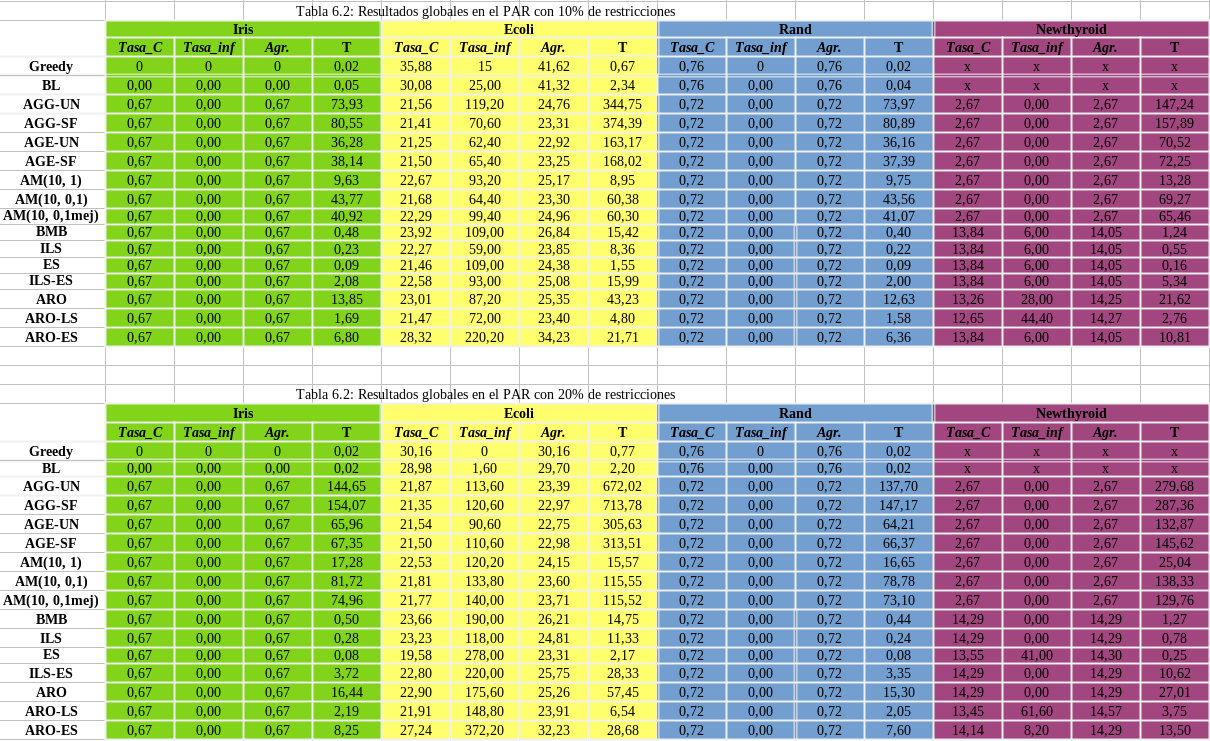 Tabla 6.2: Resultados globales en el PAR con 10% de restricciones
Iris Ecoli Rand Newthyroid
Tasa_C Tasa_inf Agr. T Tasa_C Tasa_inf Agr. T Tasa_C Tasa_inf Agr. T Tasa_C Tasa_inf Agr. T
Greedy 0 0 0 0,02 35,88 15 41,62 0,67 0,76 0 0,76 0,02 x x x x
BL 0,00 0,00 0,00 0,05 30,08 25,00 41,32 2,34 0,76 0,00 0,76 0,04 x x x x
AGG-UN 0,67 0,00 0,67 73,93 21,56 119,20 24,76 344,75 0,72 0,00 0,72 73,97 2,67 0,00 2,67 147,24
AGG-SF 0,67 0,00 0,67 80,55 21,41 70,60 23,31 374,39 0,72 0,00 0,72 80,89 2,67 0,00 2,67 157,89
AGE-UN 0,67 0,00 0,67 36,28 21,25 62,40 22,92 163,17 0,72 0,00 0,72 36,16 2,67 0,00 2,67 70,52
AGE-SF 0,67 0,00 0,67 38,14 21,50 65,40 23,25 168,02 0,72 0,00 0,72 37,39 2,67 0,00 2,67 72,25
AM(10, 1) 0,67 0,00 0,67 9,63 22,67 93,20 25,17 8,95 0,72 0,00 0,72 9,75 2,67 0,00 2,67 13,28
AM(10, 0,1) 0,67 0,00 0,67 43,77 21,68 64,40 23,30 60,38 0,72 0,00 0,72 43,56 2,67 0,00 2,67 69,27
AM(10, 0,1mej) 0,67 0,00 0,67 40,92 22,29 99,40 24,96 60,30 0,72 0,00 0,72 41,07 2,67 0,00 2,67 65,46
BMB 0,67 0,00 0,67 0,48 23,92 109,00 26,84 15,42 0,72 0,00 0,72 0,40 13,84 6,00 14,05 1,24
ILS 0,67 0,00 0,67 0,23 22,27 59,00 23,85 8,36 0,72 0,00 0,72 0,22 13,84 6,00 14,05 0,55
ES 0,67 0,00 0,67 0,09 21,46 109,00 24,38 1,55 0,72 0,00 0,72 0,09 13,84 6,00 14,05 0,16
ILS-ES 0,67 0,00 0,67 2,08 22,58 93,00 25,08 15,99 0,72 0,00 0,72 2,00 13,84 6,00 14,05 5,34
ARO 0,67 0,00 0,67 13,85 23,01 87,20 25,35 43,23 0,72 0,00 0,72 12,63 13,26 28,00 14,25 21,62
ARO-LS 0,67 0,00 0,67 1,69 21,47 72,00 23,40 4,80 0,72 0,00 0,72 1,58 12,65 44,40 14,27 2,76
ARO-ES 0,67 0,00 0,67 6,80 28,32 220,20 34,23 21,71 0,72 0,00 0,72 6,36 13,84 6,00 14,05 10,81
Tabla 6.2: Resultados globales en el PAR con 20% de restricciones
Iris Ecoli Rand Newthyroid
Tasa_C Tasa_inf Agr. T Tasa_C Tasa_inf Agr. T Tasa_C Tasa_inf Agr. T Tasa_C Tasa_inf Agr. T
Greedy 0 0 0 0,02 30,16 0 30,16 0,77 0,76 0 0,76 0,02 x x x x
BL 0,00 0,00 0,00 0,02 28,98 1,60 29,70 2,20 0,76 0,00 0,76 0,02 x x x x
AGG-UN 0,67 0,00 0,67 144,65 21,87 113,60 23,39 672,02 0,72 0,00 0,72 137,70 2,67 0,00 2,67 279,68
AGG-SF 0,67 0,00 0,67 154,07 21,35 120,60 22,97 713,78 0,72 0,00 0,72 147,17 2,67 0,00 2,67 287,36
AGE-UN 0,67 0,00 0,67 65,96 21,54 90,60 22,75 305,63 0,72 0,00 0,72 64,21 2,67 0,00 2,67 132,87
AGE-SF 0,67 0,00 0,67 67,35 21,50 110,60 22,98 313,51 0,72 0,00 0,72 66,37 2,67 0,00 2,67 145,62
AM(10, 1) 0,67 0,00 0,67 17,28 22,53 120,20 24,15 15,57 0,72 0,00 0,72 16,65 2,67 0,00 2,67 25,04
AM(10, 0,1) 0,67 0,00 0,67 81,72 21,81 133,80 23,60 115,55 0,72 0,00 0,72 78,78 2,67 0,00 2,67 138,33
AM(10, 0,1mej) 0,67 0,00 0,67 74,96 21,77 140,00 23,71 115,52 0,72 0,00 0,72 73,10 2,67 0,00 2,67 129,76
BMB 0,67 0,00 0,67 0,50 23,66 190,00 26,21 14,75 0,72 0,00 0,72 0,44 14,29 0,00 14,29 1,27
ILS 0,67 0,00 0,67 0,28 23,23 118,00 24,81 11,33 0,72 0,00 0,72 0,24 14,29 0,00 14,29 0,78
ES 0,67 0,00 0,67 0,08 19,58 278,00 23,31 2,17 0,72 0,00 0,72 0,08 13,55 41,00 14,30 0,25
ILS-ES 0,67 0,00 0,67 3,72 22,80 220,00 25,75 28,33 0,72 0,00 0,72 3,35 14,29 0,00 14,29 10,62
ARO 0,67 0,00 0,67 16,44 22,90 175,60 25,26 57,45 0,72 0,00 0,72 15,30 14,29 0,00 14,29 27,01
ARO-LS 0,67 0,00 0,67 2,19 21,91 148,80 23,91 6,54 0,72 0,00 0,72 2,05 13,45 61,60 14,57 3,75
ARO-ES 0,67 0,00 0,67 8,25 27,24 372,20 32,23 28,68 0,72 0,00 0,72 7,60 14,14 8,20 14,29 13,50